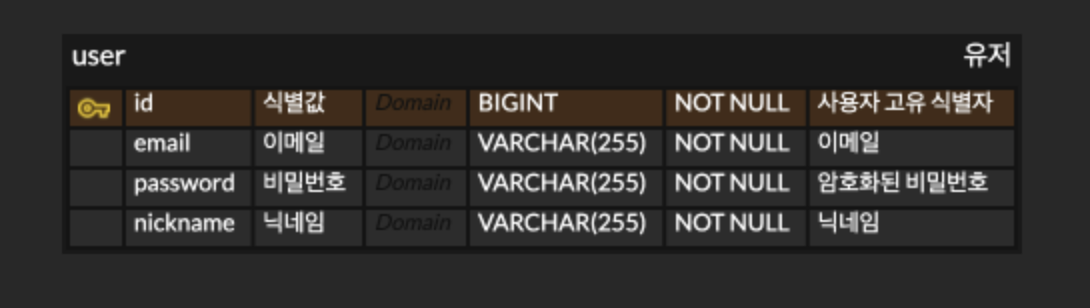 user 유저
id 식별값 Domain BIGINT NOT NULL 사용자 고유 식별자
email 이메일 Domain VARCHAR(255) NOT NULL 이메일
password 비밀번호 Domain VARCHAR(255) NOT NULL 암호화된 비밀번호
nickname 닉네임 Domain VARCHAR(255) NOT NULL 닉네임